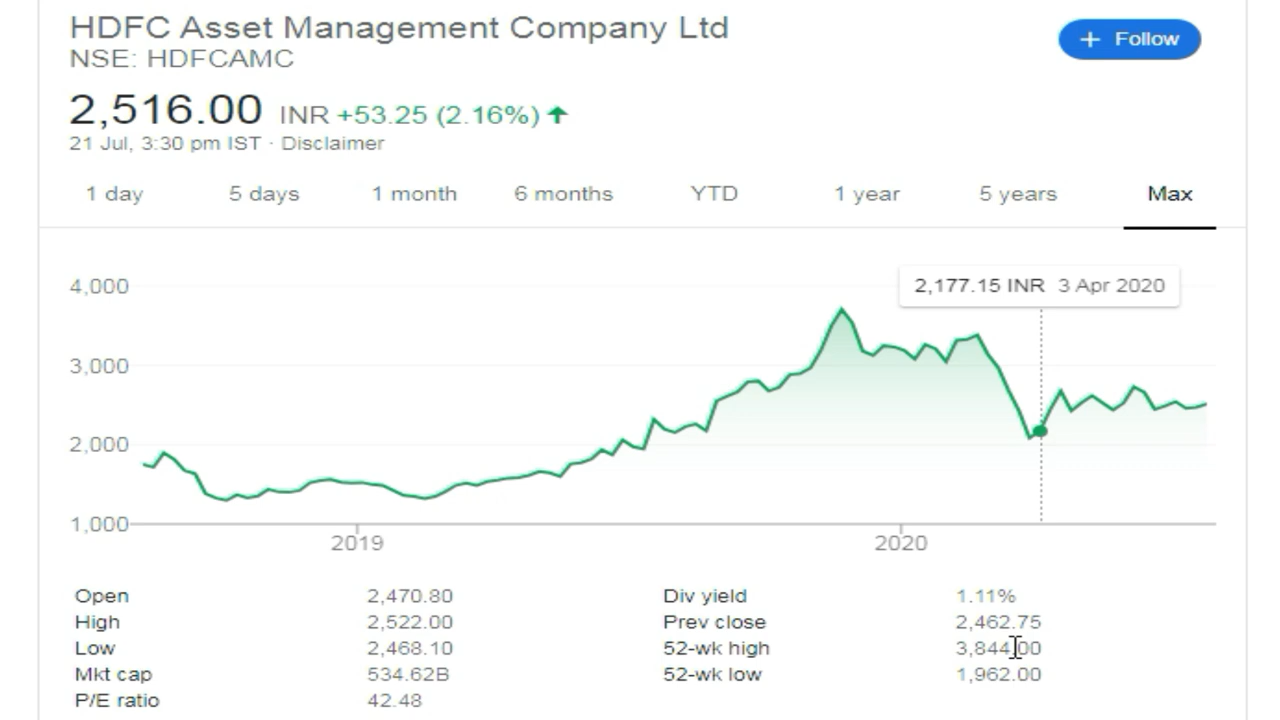 HDFC Asset Management Company Ltd
NSE: HDFCAMC
+ Follow
2,516.00 INR +53.25 (2.16%)
21 Jul, 3:30 pm IST · Disclaimer
1 day 5 days 1 month 6 months YTD 1 year 5 years Max
2,177.15 INR 3 Apr 2020
4,000
3,000
2,000
1,000
2019 2020
Open 2,470.80 Div yield 1.11%
High 2,522.00 Prev close 2,462.75
Low 2,468.10 52-wk high 3,844.00
Mkt cap 534.62B 52-wk low 1,962.00
P/E ratio 42.48